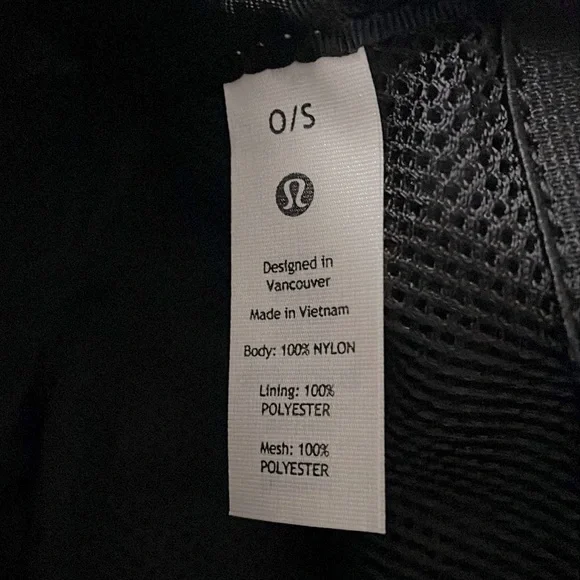 O/S
Designed in
Vancouver
Made in Vietnam
Body: 100% NYLON
Lining: 100%
POLYESTER
Mesh: 100%
POLYESTER